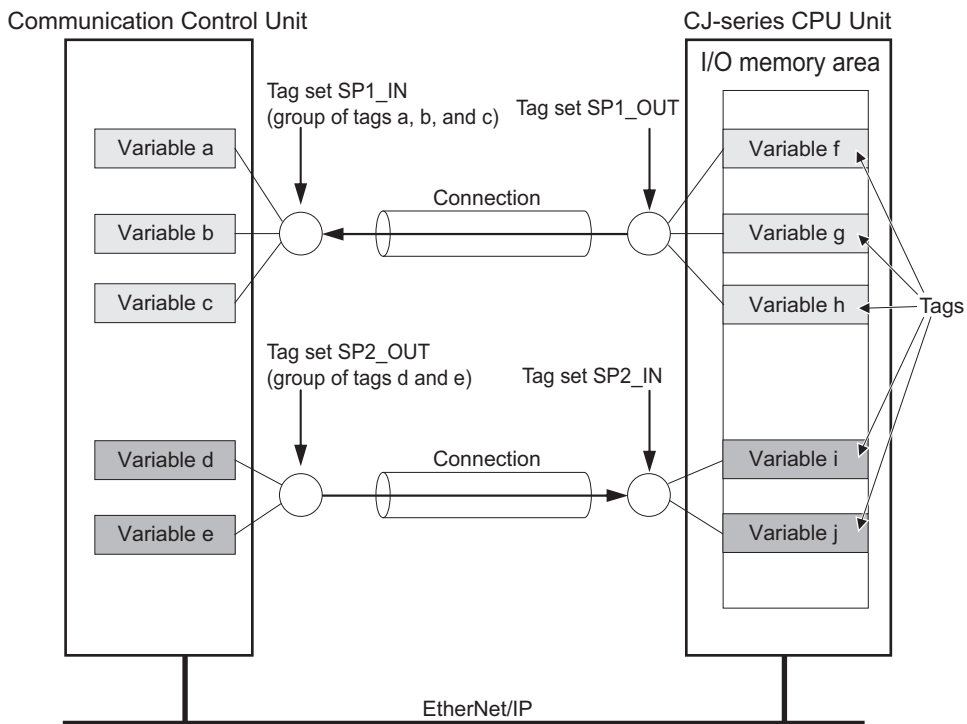 Communication Control Unit
CJ-series CPU Unit
I/O memory area
Tag set SP1_IN
(group of tags a, b, and c)
Tag set SP1_OUT
Variable a
Variable b
Variable c
Connection
Variable f
Variable g
Variable h
Tags
Tag set SP2_OUT
(group of tags d and e)
Tag set SP2_IN
Variable d
Variable e
Connection
Variable i
Variable j
EtherNet/IP